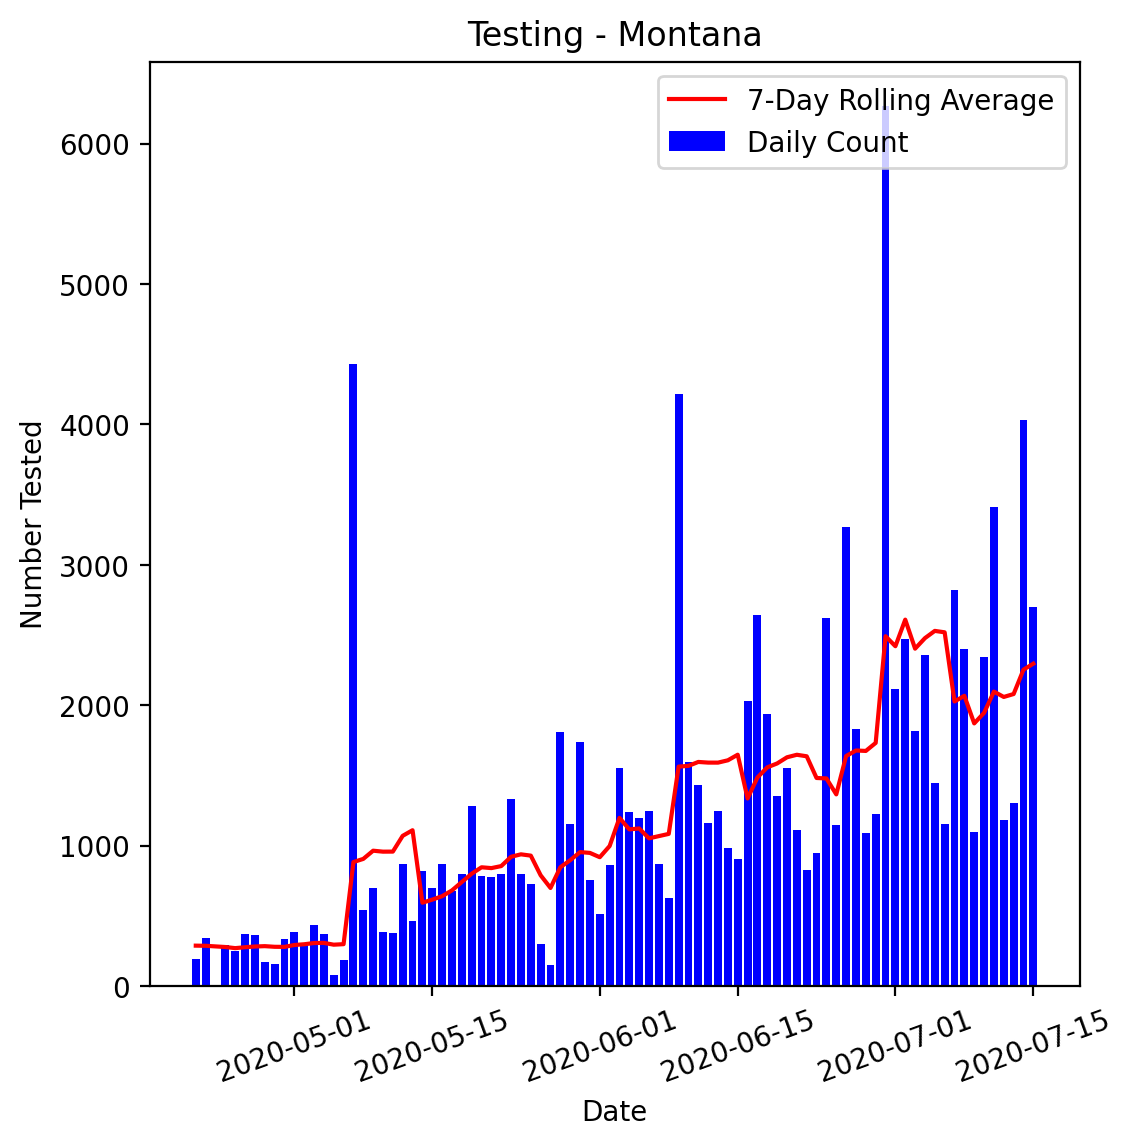 Testing - Montana
7-Day Rolling Average
Daily Count
6000
5000
4000
3000
2000
1000
0
Number Tested
2020-05-01
2020-05-15
2020-06-01
2020-06-15
2020-07-01
2020-07-15
Date